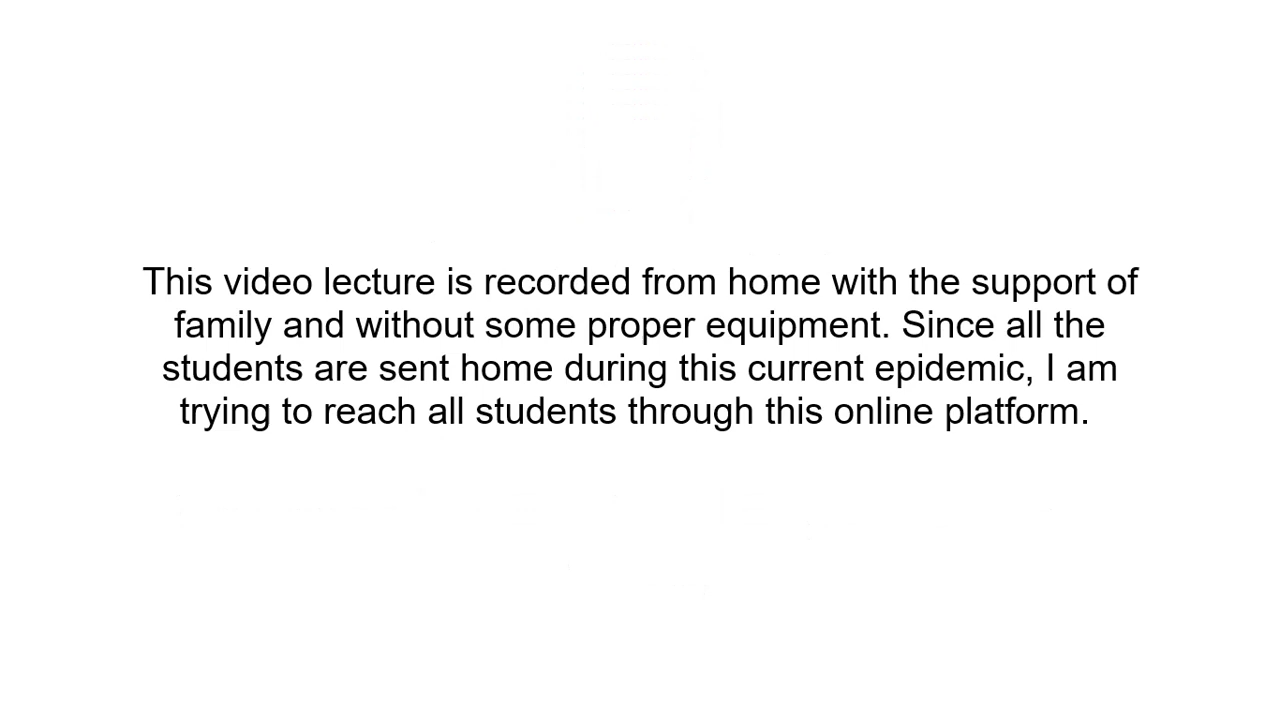 This video lecture is recorded from home with the support of
family and without some proper equipment. Since all the
students are sent home during this current epidemic, I am
trying to reach all students through this online platform.